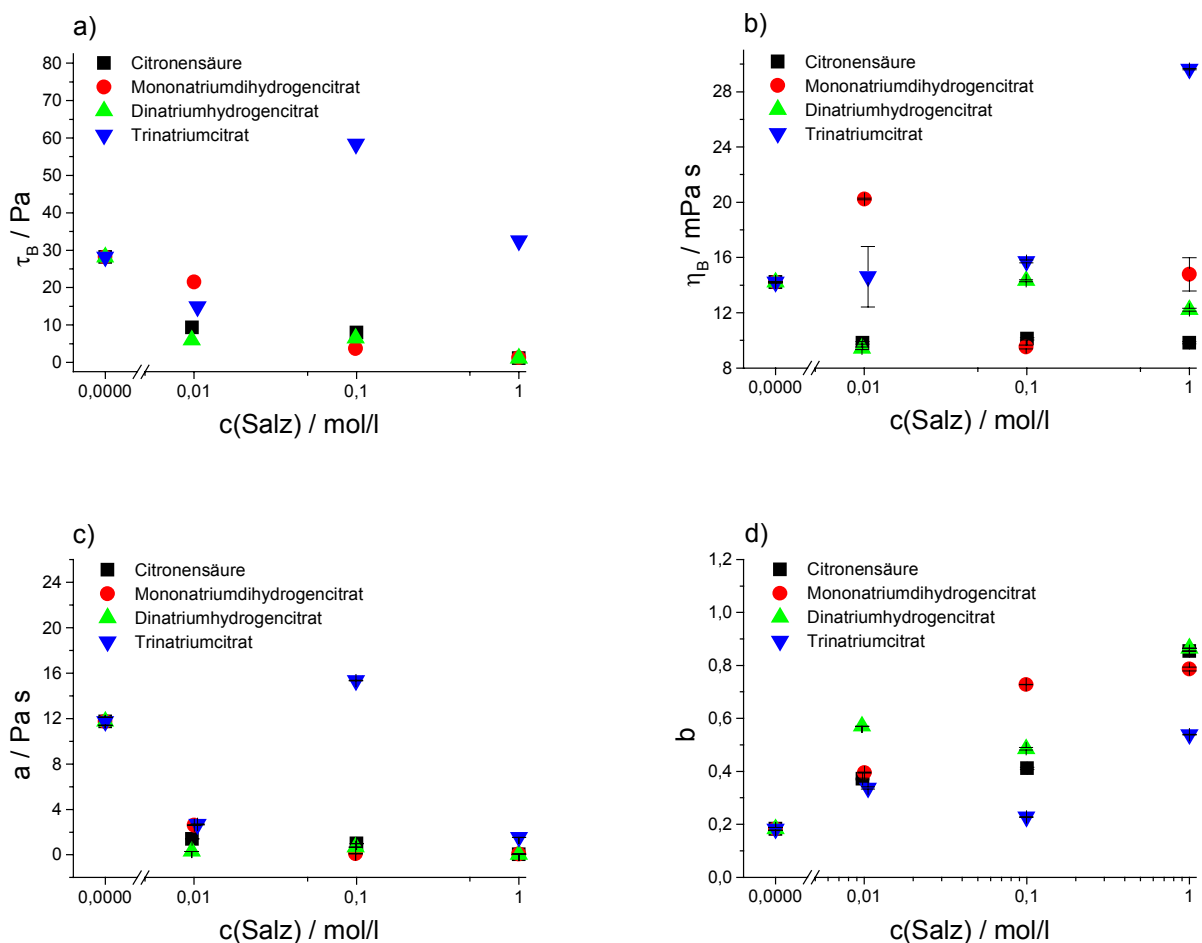 a)
Citronensäure
Mononatriumdihydrogencitrat
Dinatriumhydrogencitrat
Trinatriumcitrat
80
70
60
50
40
30
20
10
0
τB / Pa
0,0000 0,01 0,1 1
c(Salz) / mol/l
b)
Citronensäure
Mononatriumdihydrogencitrat
Dinatriumhydrogencitrat
Trinatriumcitrat
28
24
20
16
12
8
ηB / mPa s
0,0000 0,01 0,1 1
c(Salz) / mol/l
c)
Citronensäure
Mononatriumdihydrogencitrat
Dinatriumhydrogencitrat
Trinatriumcitrat
24
20
16
12
8
4
0
a / Pa s
0,0000 0,01 0,1 1
c(Salz) / mol/l
d)
Citronensäure
Mononatriumdihydrogencitrat
Dinatriumhydrogencitrat
Trinatriumcitrat
1,2
1,0
0,8
0,6
0,4
0,2
0,0
b
0,0000 0,01 0,1 1
c(Salz) / mol/l